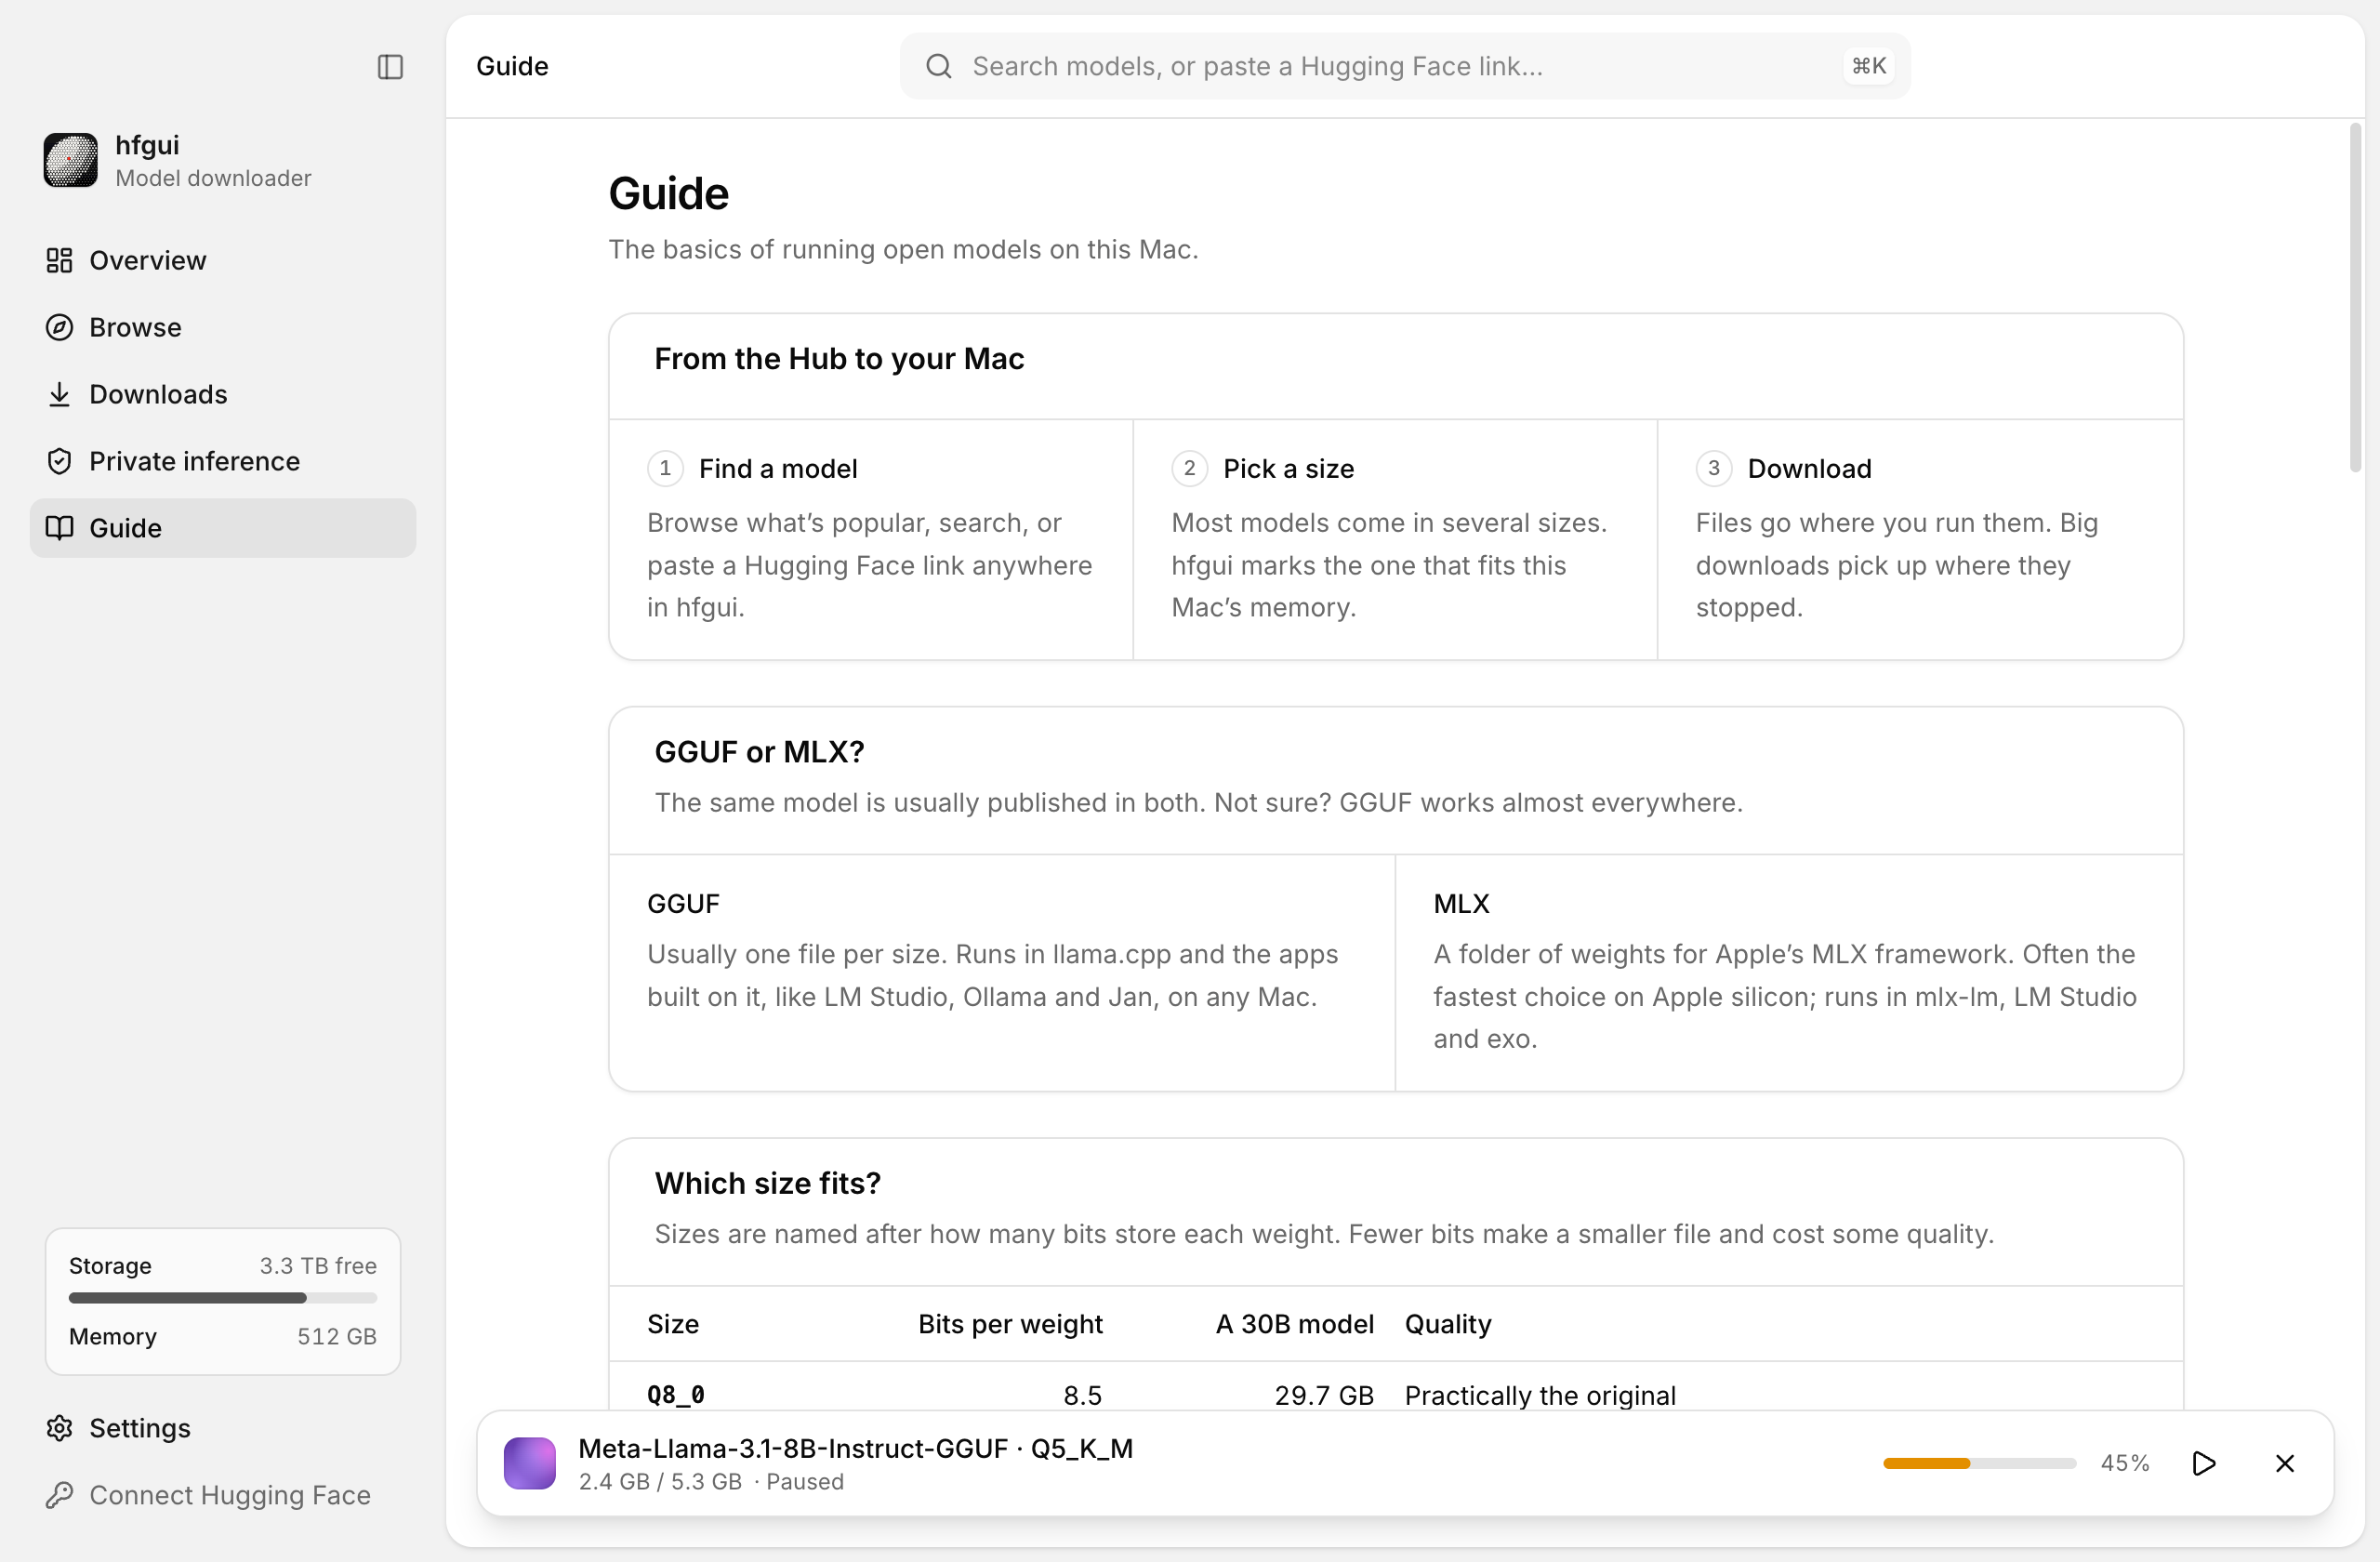 hfgui
Model downloader
Overview
Browse
Downloads
Private inference
Guide
Storage 3.3 TB free
Memory 512 GB
Settings
Connect Hugging Face
Guide
Search models, or paste a Hugging Face link...
⌘K
Guide
The basics of running open models on this Mac.
From the Hub to your Mac
1 Find a model
Browse what’s popular, search, or
paste a Hugging Face link anywhere
in hfgui.
2 Pick a size
Most models come in several sizes.
hfgui marks the one that fits this
Mac’s memory.
3 Download
Files go where you run them. Big
downloads pick up where they
stopped.
GGUF or MLX?
The same model is usually published in both. Not sure? GGUF works almost everywhere.
GGUF
Usually one file per size. Runs in llama.cpp and the apps
built on it, like LM Studio, Ollama and Jan, on any Mac.
MLX
A folder of weights for Apple’s MLX framework. Often the
fastest choice on Apple silicon; runs in mlx-lm, LM Studio
and exo.
Which size fits?
Sizes are named after how many bits store each weight. Fewer bits make a smaller file and cost some quality.
Size Bits per weight A 30B model Quality
Q8_0 8.5 29.7 GB Practically the original
Meta-Llama-3.1-8B-Instruct-GGUF · Q5_K_M
2.4 GB / 5.3 GB · Paused
45%